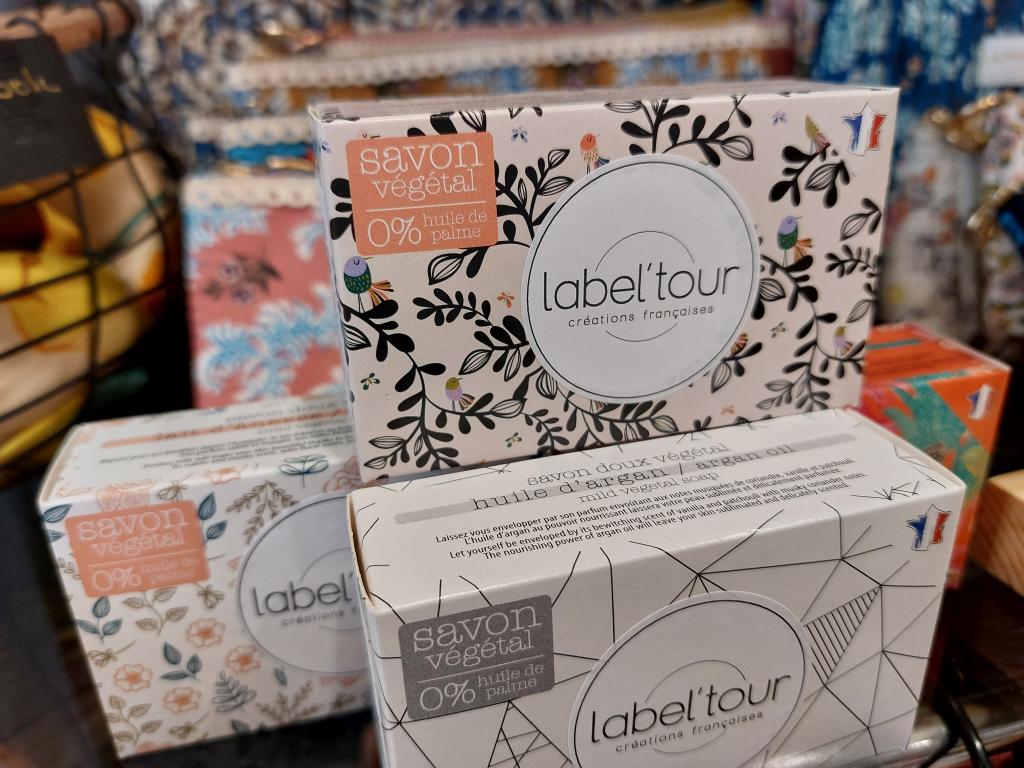 savon
végétal
0% huile de
palme
label'tour
créations françaises
savon doux végétal
huile d'argan / argan oil
mild vegetal soap
Laissez vous envelopper par son parfum envoûtant aux notes musquées de coriandre, vanille et patchouli.
L'huile d'argan au pouvoir nourrissant laissera votre peau sublimée & délicatement parfumée.
Let yourself be enveloped by its bewitching scent of vanilla and patchouli with musky coriander notes.
The nourishing power of argan oil will leave your skin sublimated and delicately scented.
savon
végétal
0% huile de
palme
label'tour
créations françaises
savon doux
savon
végétal
0% huile de
palme
label'
créations